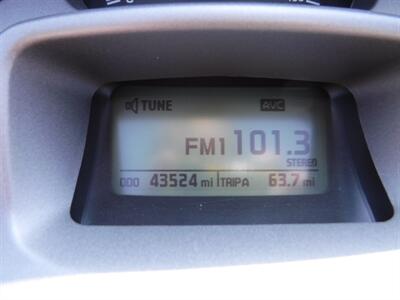 TUNE AVC
FM1 101.3
STEREO
ODO 43524 mi TRIPA 63.7 mi